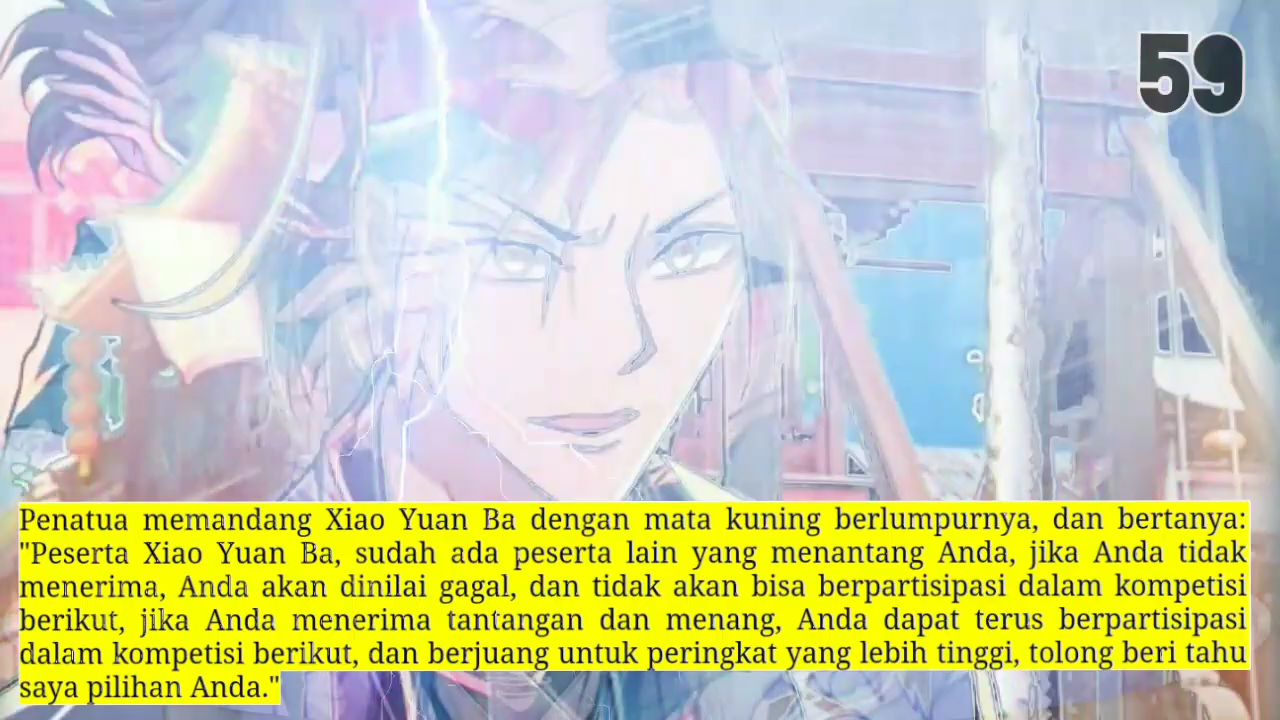 59
Penatua memandang Xiao Yuan Ba dengan mata kuning berlumpurnya, dan bertanya:
"Peserta Xiao Yuan Ba, sudah ada peserta lain yang menantang Anda, jika Anda tidak
menerima, Anda akan dinilai gagal, dan tidak akan bisa berpartisipasi dalam kompetisi
berikut, jika Anda menerima tantangan dan menang, Anda dapat terus berpartisipasi
dalam kompetisi berikut, dan berjuang untuk peringkat yang lebih tinggi, tolong beri tahu
saya pilihan Anda."